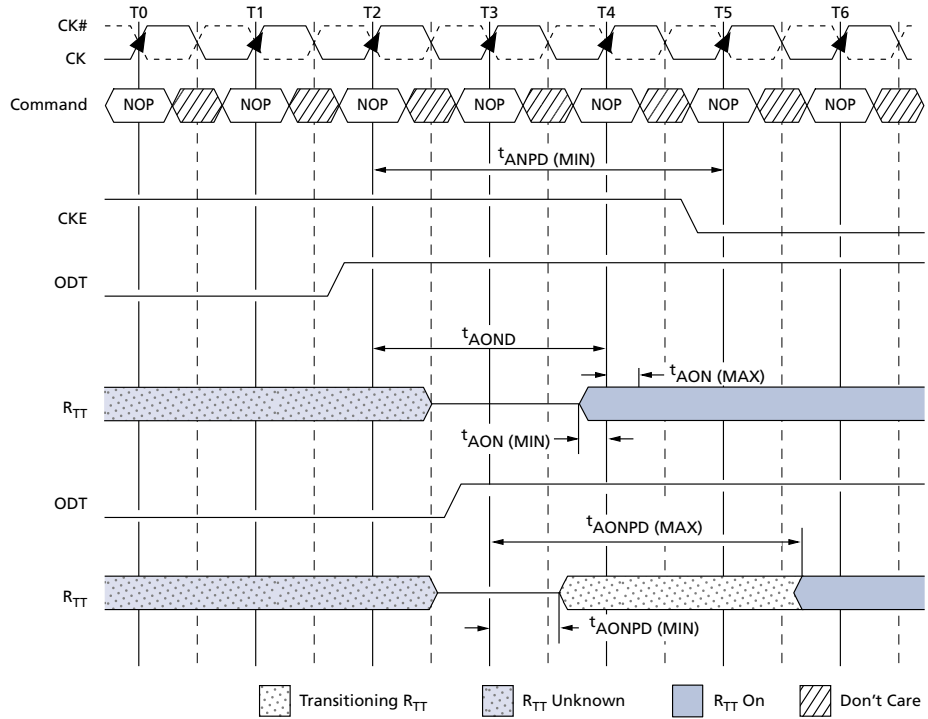 CK#
CK
T0 T1 T2 T3 T4 T5 T6
Command NOP NOP NOP NOP NOP NOP NOP
tANPD (MIN)
CKE
ODT
tAOND
tAON (MAX)
RTT
tAON (MIN)
ODT
tAONPD (MAX)
RTT
tAONPD (MIN)
Transitioning RTT RTT Unknown RTT On Don't Care